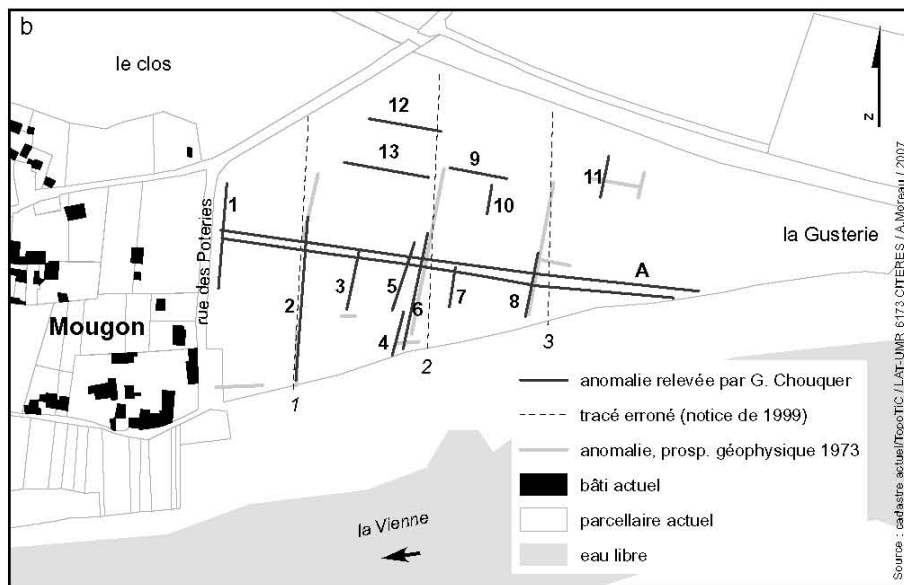 b
le clos
z
12
13
9
10
11
rue des Poteries
1
la Gusterie
A
2
3
5
6
7
8
4
Mougon
1
2
3
anomalie relevée par G. Chouquer
tracé erroné (notice de 1999)
anomalie, prosp. géophysique 1973
bâti actuel
parcellaire actuel
eau libre
la Vienne
Source : cadastre actuel/TopoTIC / LAT-UMR 6173 CITERES / A.Moreau / 2007